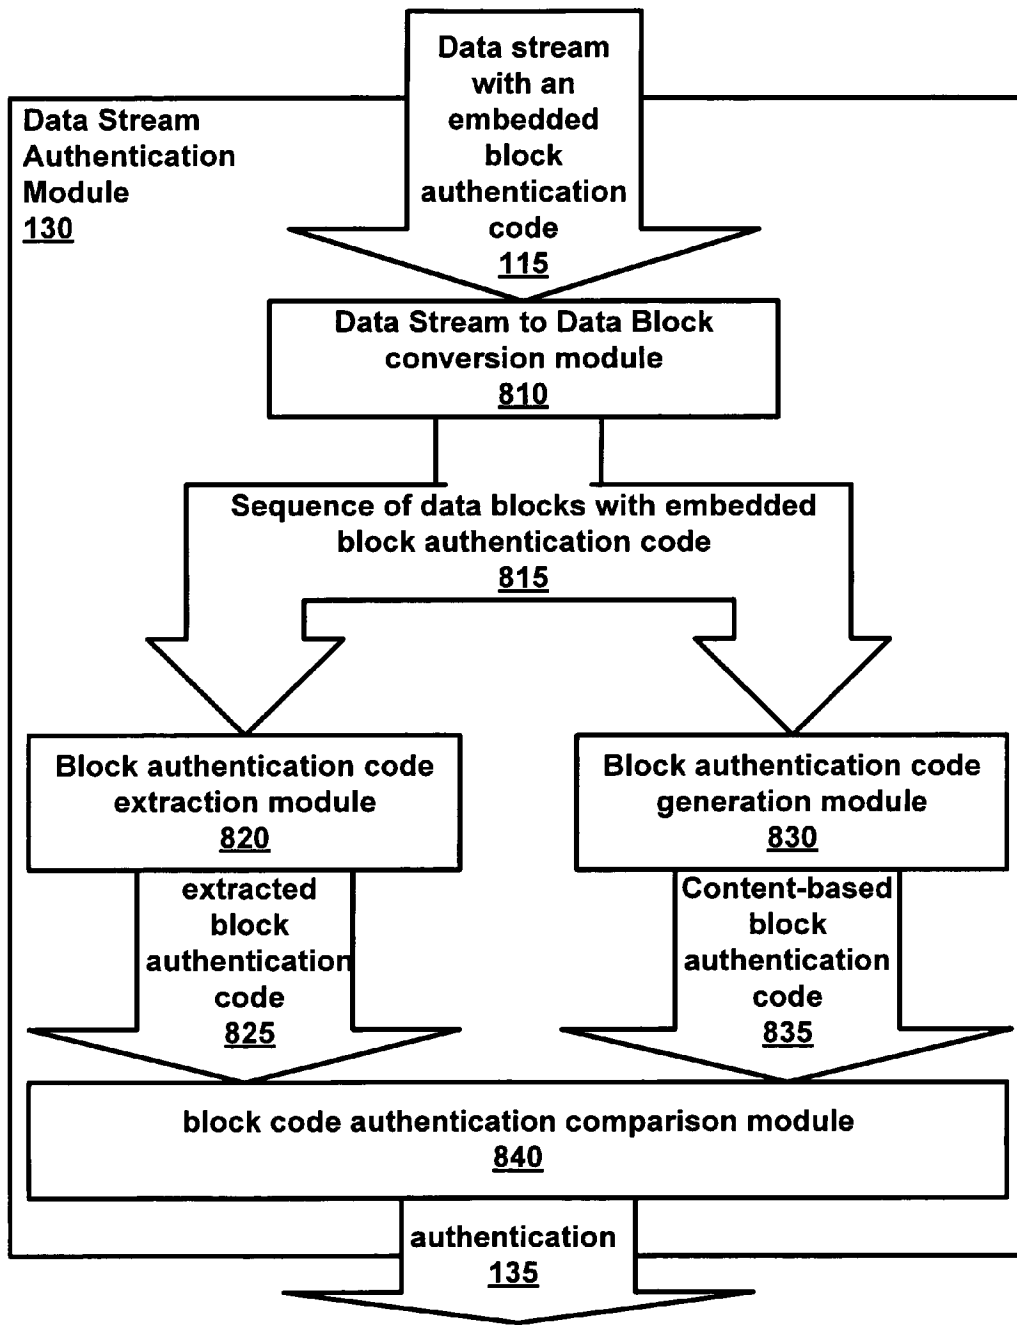 Data stream
with an
embedded
block
authentication
code
115
Data Stream
Authentication
Module
130
Data Stream to Data Block
conversion module
810
Sequence of data blocks with embedded
block authentication code
815
Block authentication code
extraction module
820
Block authentication code
generation module
830
extracted
block
authentication
code
825
Content-based
block
authentication
code
835
block code authentication comparison module
840
authentication
135